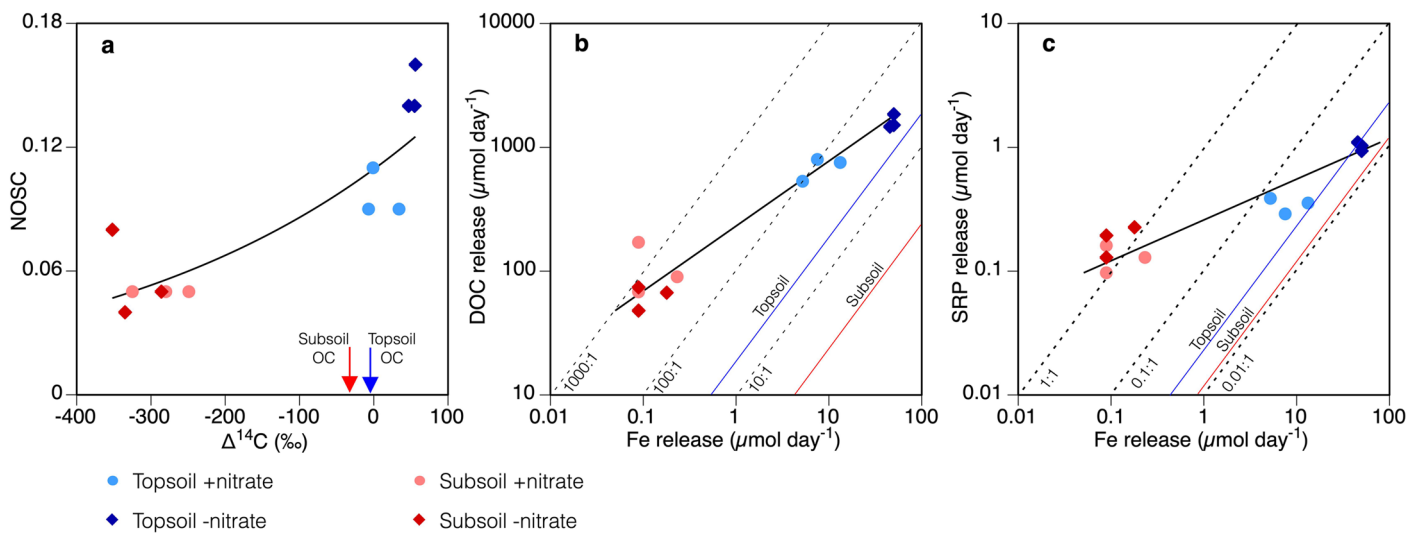 a
0.18
0.12
0.06
0
NOSC
Subsoil
OC
Topsoil
OC
-400
-300
-200
-100
0
100
Δ¹⁴C (‰)
b
10000
1000
100
10
DOC release (µmol day⁻¹)
1000:1
100:1
10:1
Topsoil
Subsoil
0.01
0.1
1
10
100
Fe release (µmol day⁻¹)
c
10
1
0.1
0.01
SRP release (µmol day⁻¹)
1:1
0.1:1
0.01:1
Topsoil
Subsoil
0.01
0.1
1
10
100
Fe release (µmol day⁻¹)
Topsoil +nitrate
Subsoil +nitrate
Topsoil -nitrate
Subsoil -nitrate